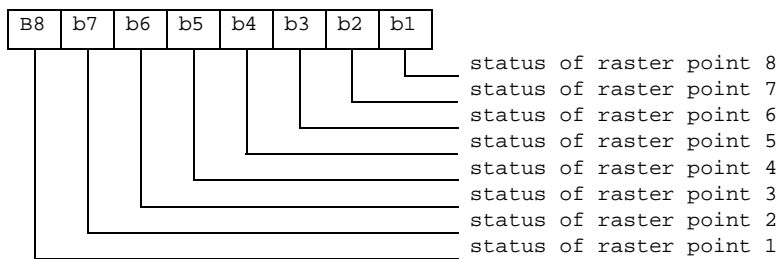 B8 b7 b6 b5 b4 b3 b2 b1
status of raster point 8
status of raster point 7
status of raster point 6
status of raster point 5
status of raster point 4
status of raster point 3
status of raster point 2
status of raster point 1